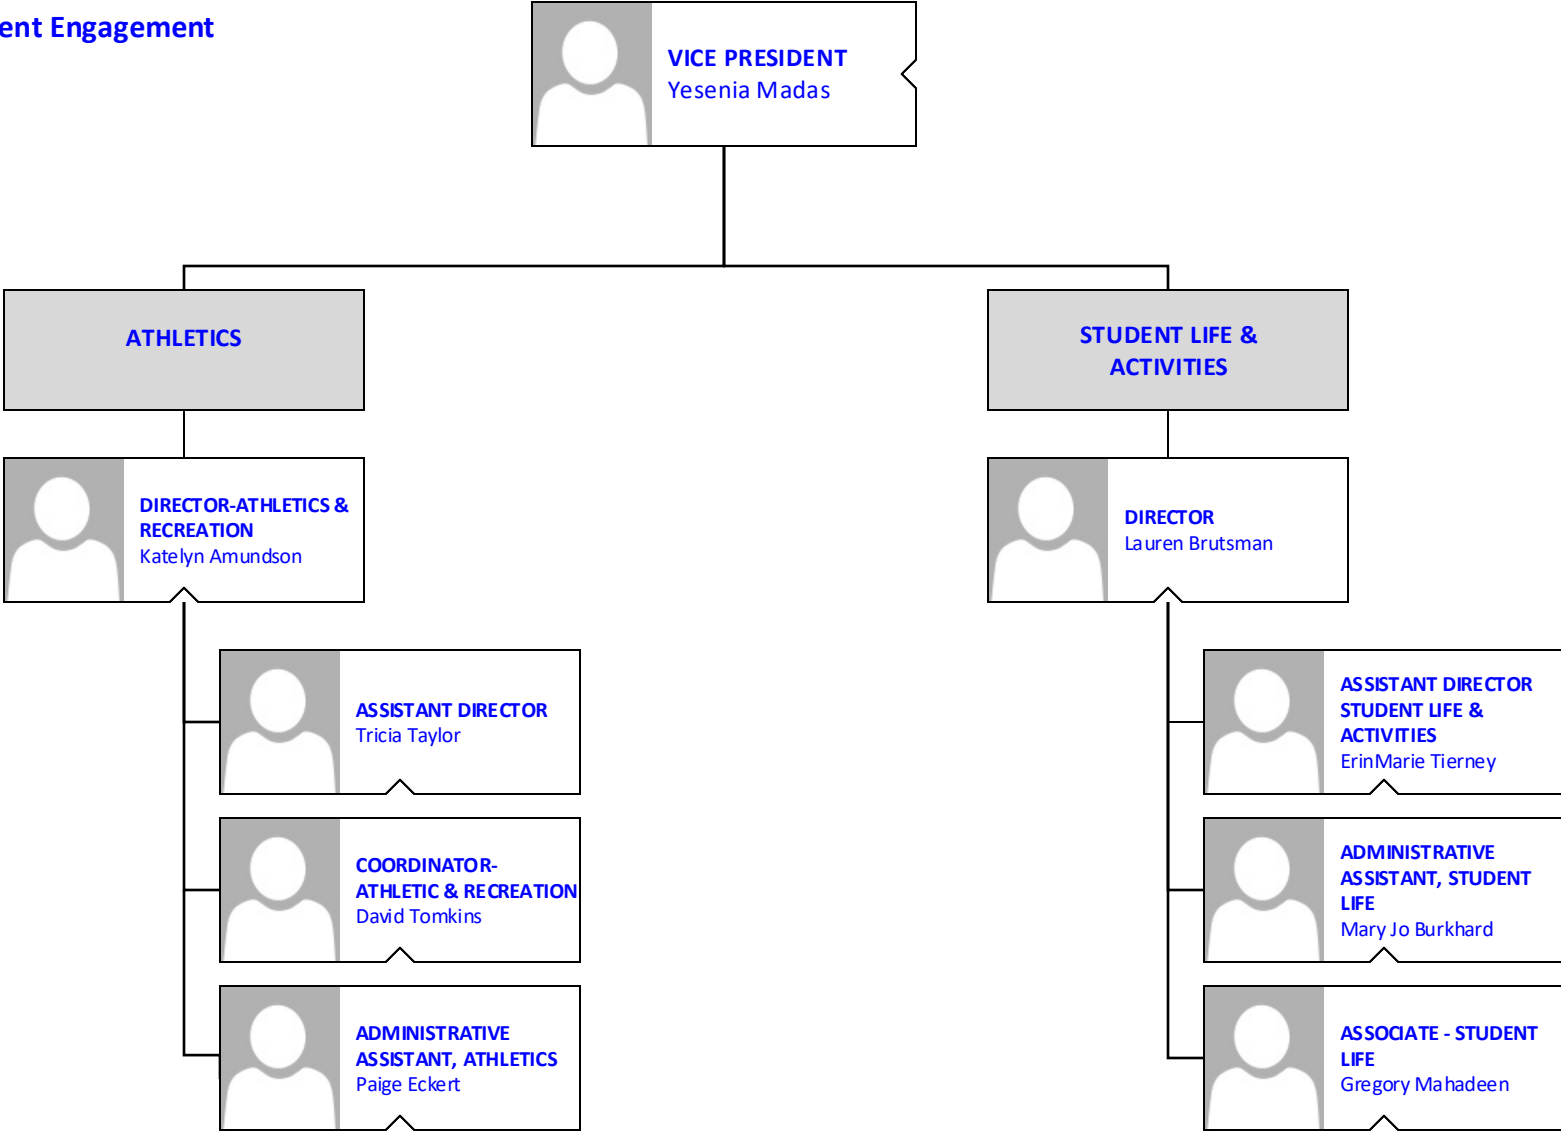 ent Engagement
VICE PRESIDENT
Yesenia Madas
ATHLETICS
STUDENT LIFE &
ACTIVITIES
DIRECTOR-ATHLETICS &
RECREATION
Katelyn Amundson
DIRECTOR
Lauren Brutsman
ASSISTANT DIRECTOR
Tricia Taylor
COORDINATOR-
ATHLETIC & RECREATION
David Tomkins
ADMINISTRATIVE
ASSISTANT, ATHLETICS
Paige Eckert
ASSISTANT DIRECTOR
STUDENT LIFE &
ACTIVITIES
ErinMarie Tierney
ADMINISTRATIVE
ASSISTANT, STUDENT
LIFE
Mary Jo Burkhard
ASSOCIATE - STUDENT
LIFE
Gregory Mahadeen